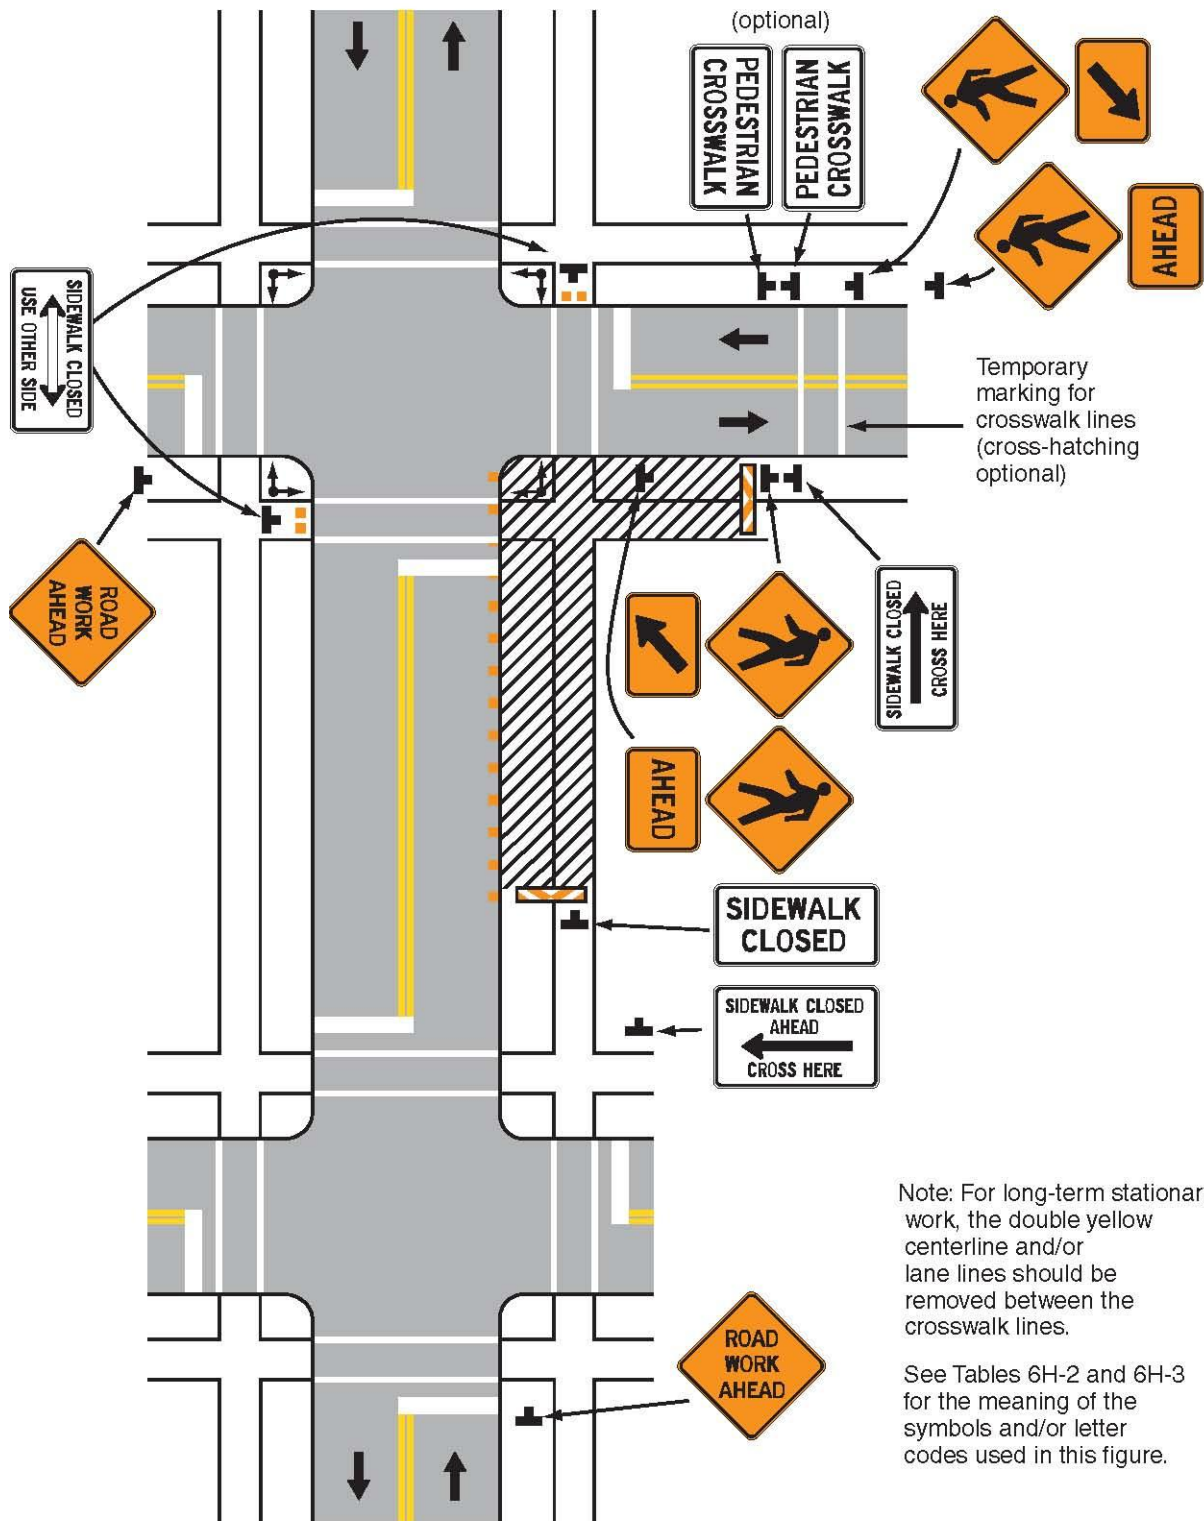 (optional)
PEDESTRIAN
CROSSWALK
PEDESTRIAN
CROSSWALK
AHEAD
SIDEWALK CLOSED
USE OTHER SIDE
Temporary
marking for
crosswalk lines
(cross-hatching
optional)
ROAD
WORK
AHEAD
SIDEWALK CLOSED
CROSS HERE
AHEAD
SIDEWALK
CLOSED
SIDEWALK CLOSED
AHEAD
CROSS HERE
Note: For long-term stationar
work, the double yellow
centerline and/or
lane lines should be
removed between the
crosswalk lines.
ROAD
WORK
AHEAD
See Tables 6H-2 and 6H-3
for the meaning of the
symbols and/or letter
codes used in this figure.